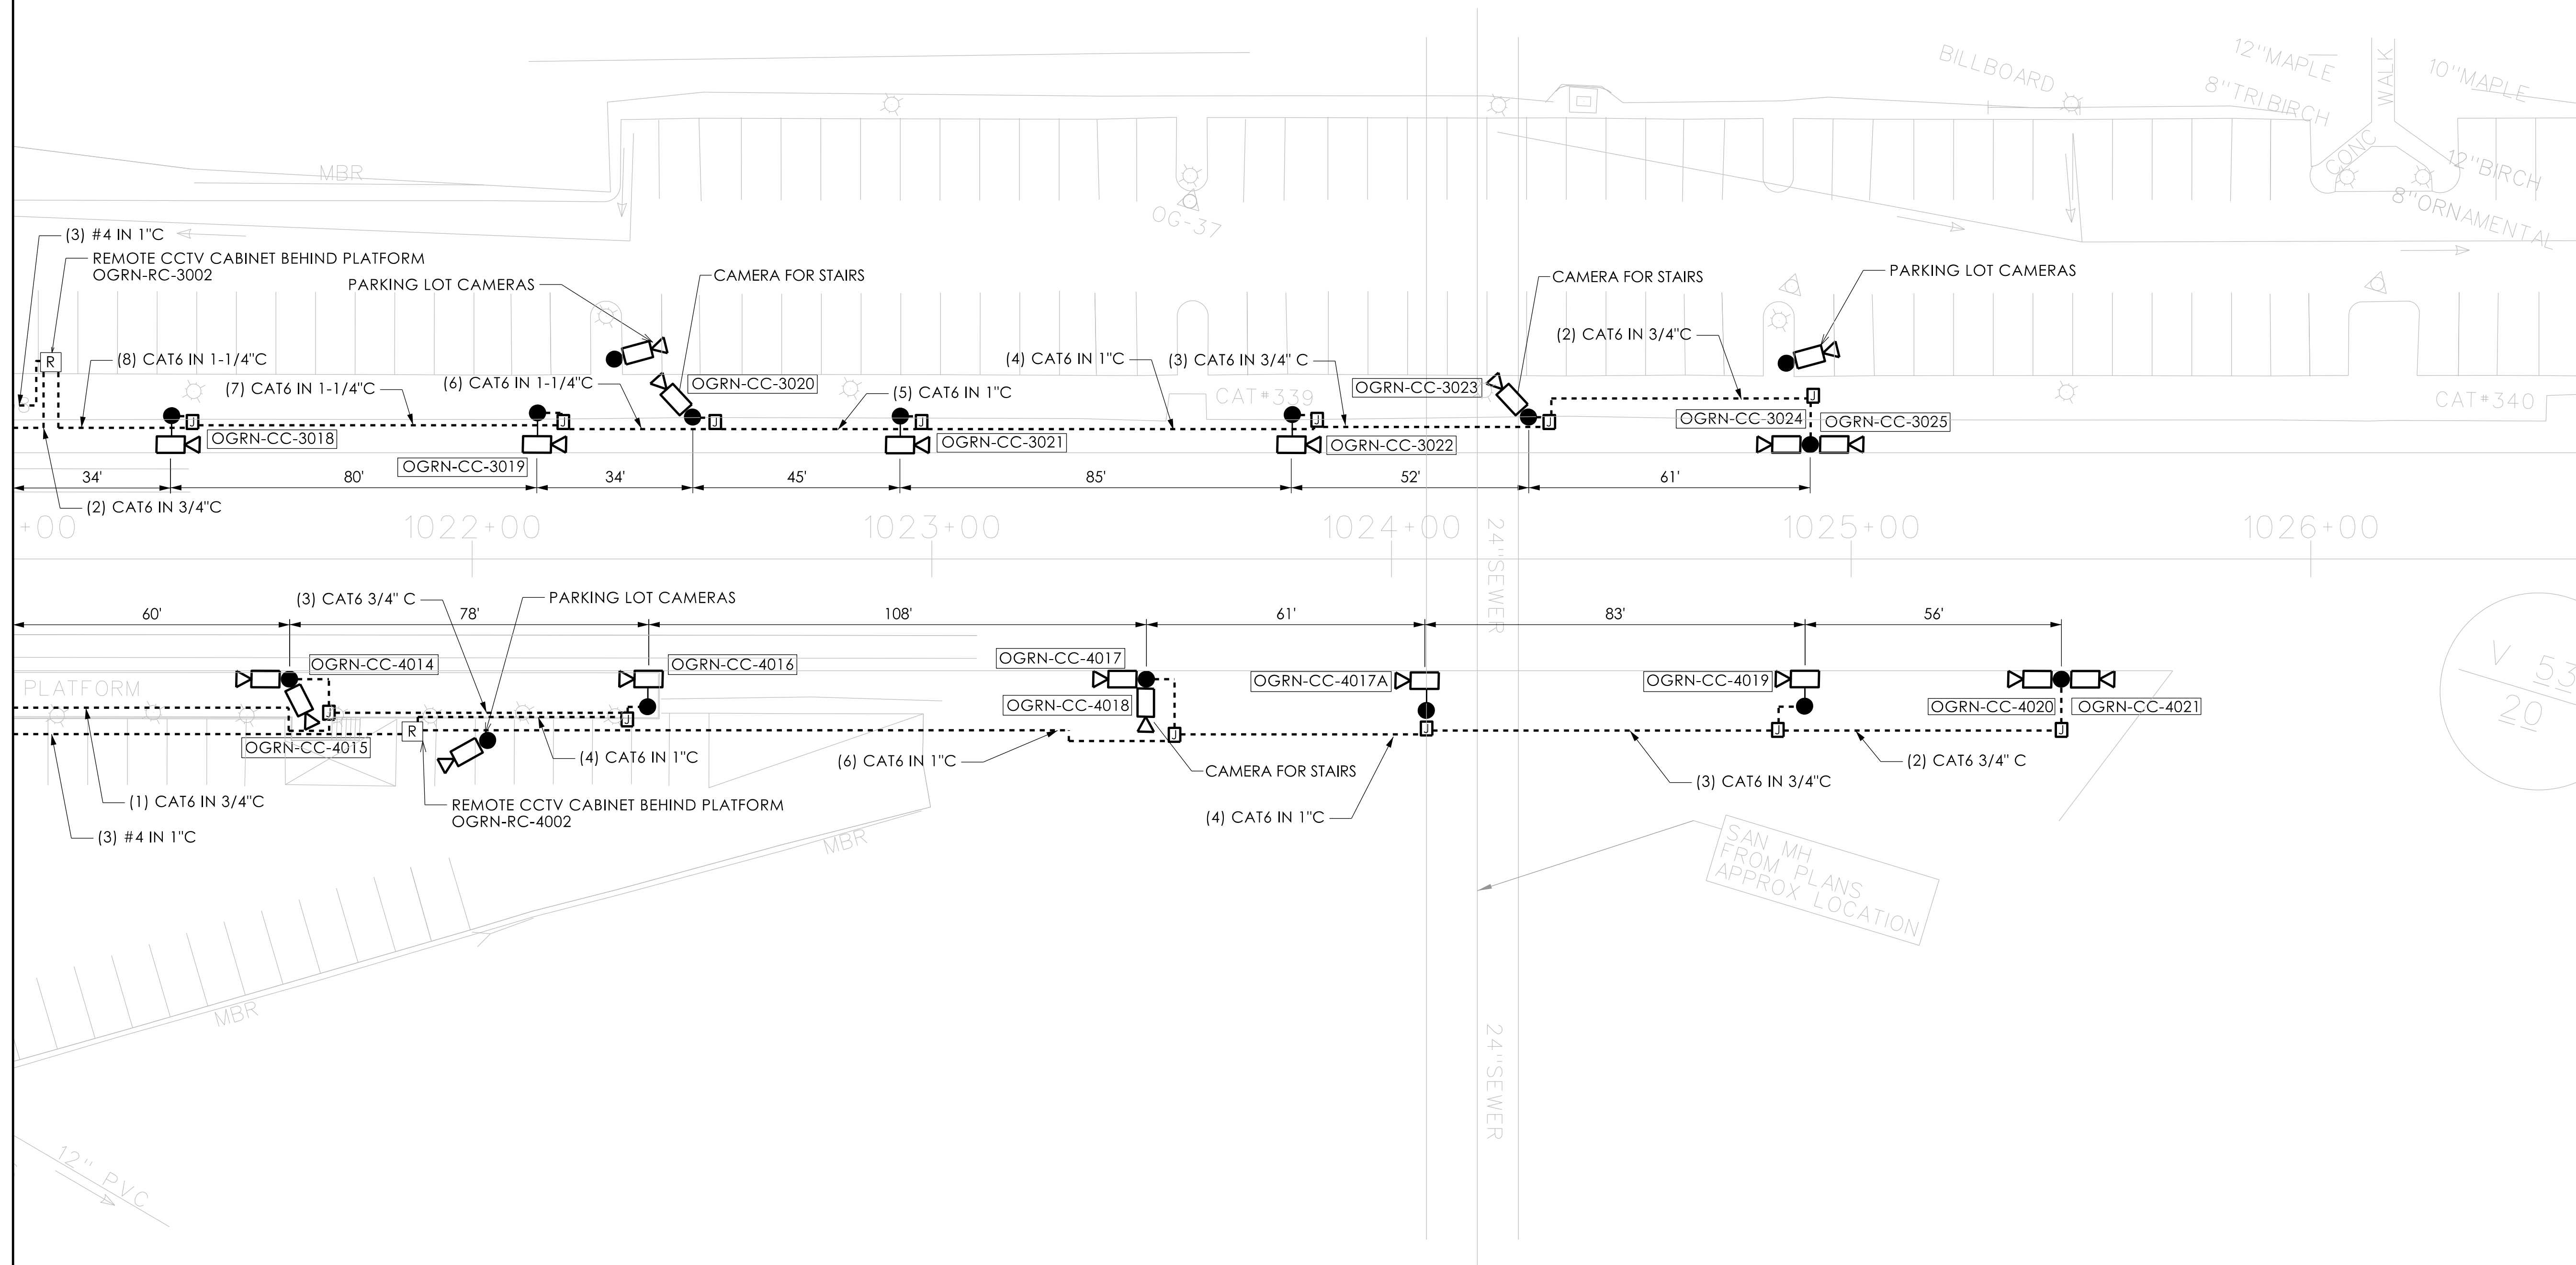 12"MAPLE
BILLBOARD
WALK
10"MAPLE
8"TRI BIRCH
CONC
12"BIRCH
8"ORNAMENTAL
MBR
OG-37
(3) #4 IN 1"C
REMOTE CCTV CABINET BEHIND PLATFORM
OGRN-RC-3002
PARKING LOT CAMERAS
CAMERA FOR STAIRS
CAMERA FOR STAIRS
PARKING LOT CAMERAS
(2) CAT6 IN 3/4"C
R
(8) CAT6 IN 1-1/4"C
(7) CAT6 IN 1-1/4"C
(6) CAT6 IN 1-1/4"C
OGRN-CC-3020
(5) CAT6 IN 1"C
(4) CAT6 IN 1"C
(3) CAT6 IN 3/4" C
CAT#339
OGRN-CC-3023
CAT#340
J
J
J
J
J
J
J
OGRN-CC-3018
OGRN-CC-3019
OGRN-CC-3021
OGRN-CC-3022
OGRN-CC-3024
OGRN-CC-3025
34'
80'
34'
45'
85'
52'
61'
(2) CAT6 IN 3/4"C
+00
1022+00
1023+00
1024+00
1025+00
1026+00
24"SEWER
(3) CAT6 3/4" C
PARKING LOT CAMERAS
60'
78'
108'
61'
83'
56'
PLATFORM
OGRN-CC-4014
OGRN-CC-4016
OGRN-CC-4017
OGRN-CC-4018
OGRN-CC-4017A
OGRN-CC-4019
OGRN-CC-4020
OGRN-CC-4021
V 53
20
J
J
J
J
J
J
R
OGRN-CC-4015
(4) CAT6 IN 1"C
(6) CAT6 IN 1"C
CAMERA FOR STAIRS
(3) CAT6 IN 3/4"C
(2) CAT6 3/4" C
(1) CAT6 IN 3/4"C
(3) #4 IN 1"C
REMOTE CCTV CABINET BEHIND PLATFORM
OGRN-RC-4002
(4) CAT6 IN 1"C
MBR
MBR
SAN MH
FROM PLANS
APPROX LOCATION
24"SEWER
12" PVC